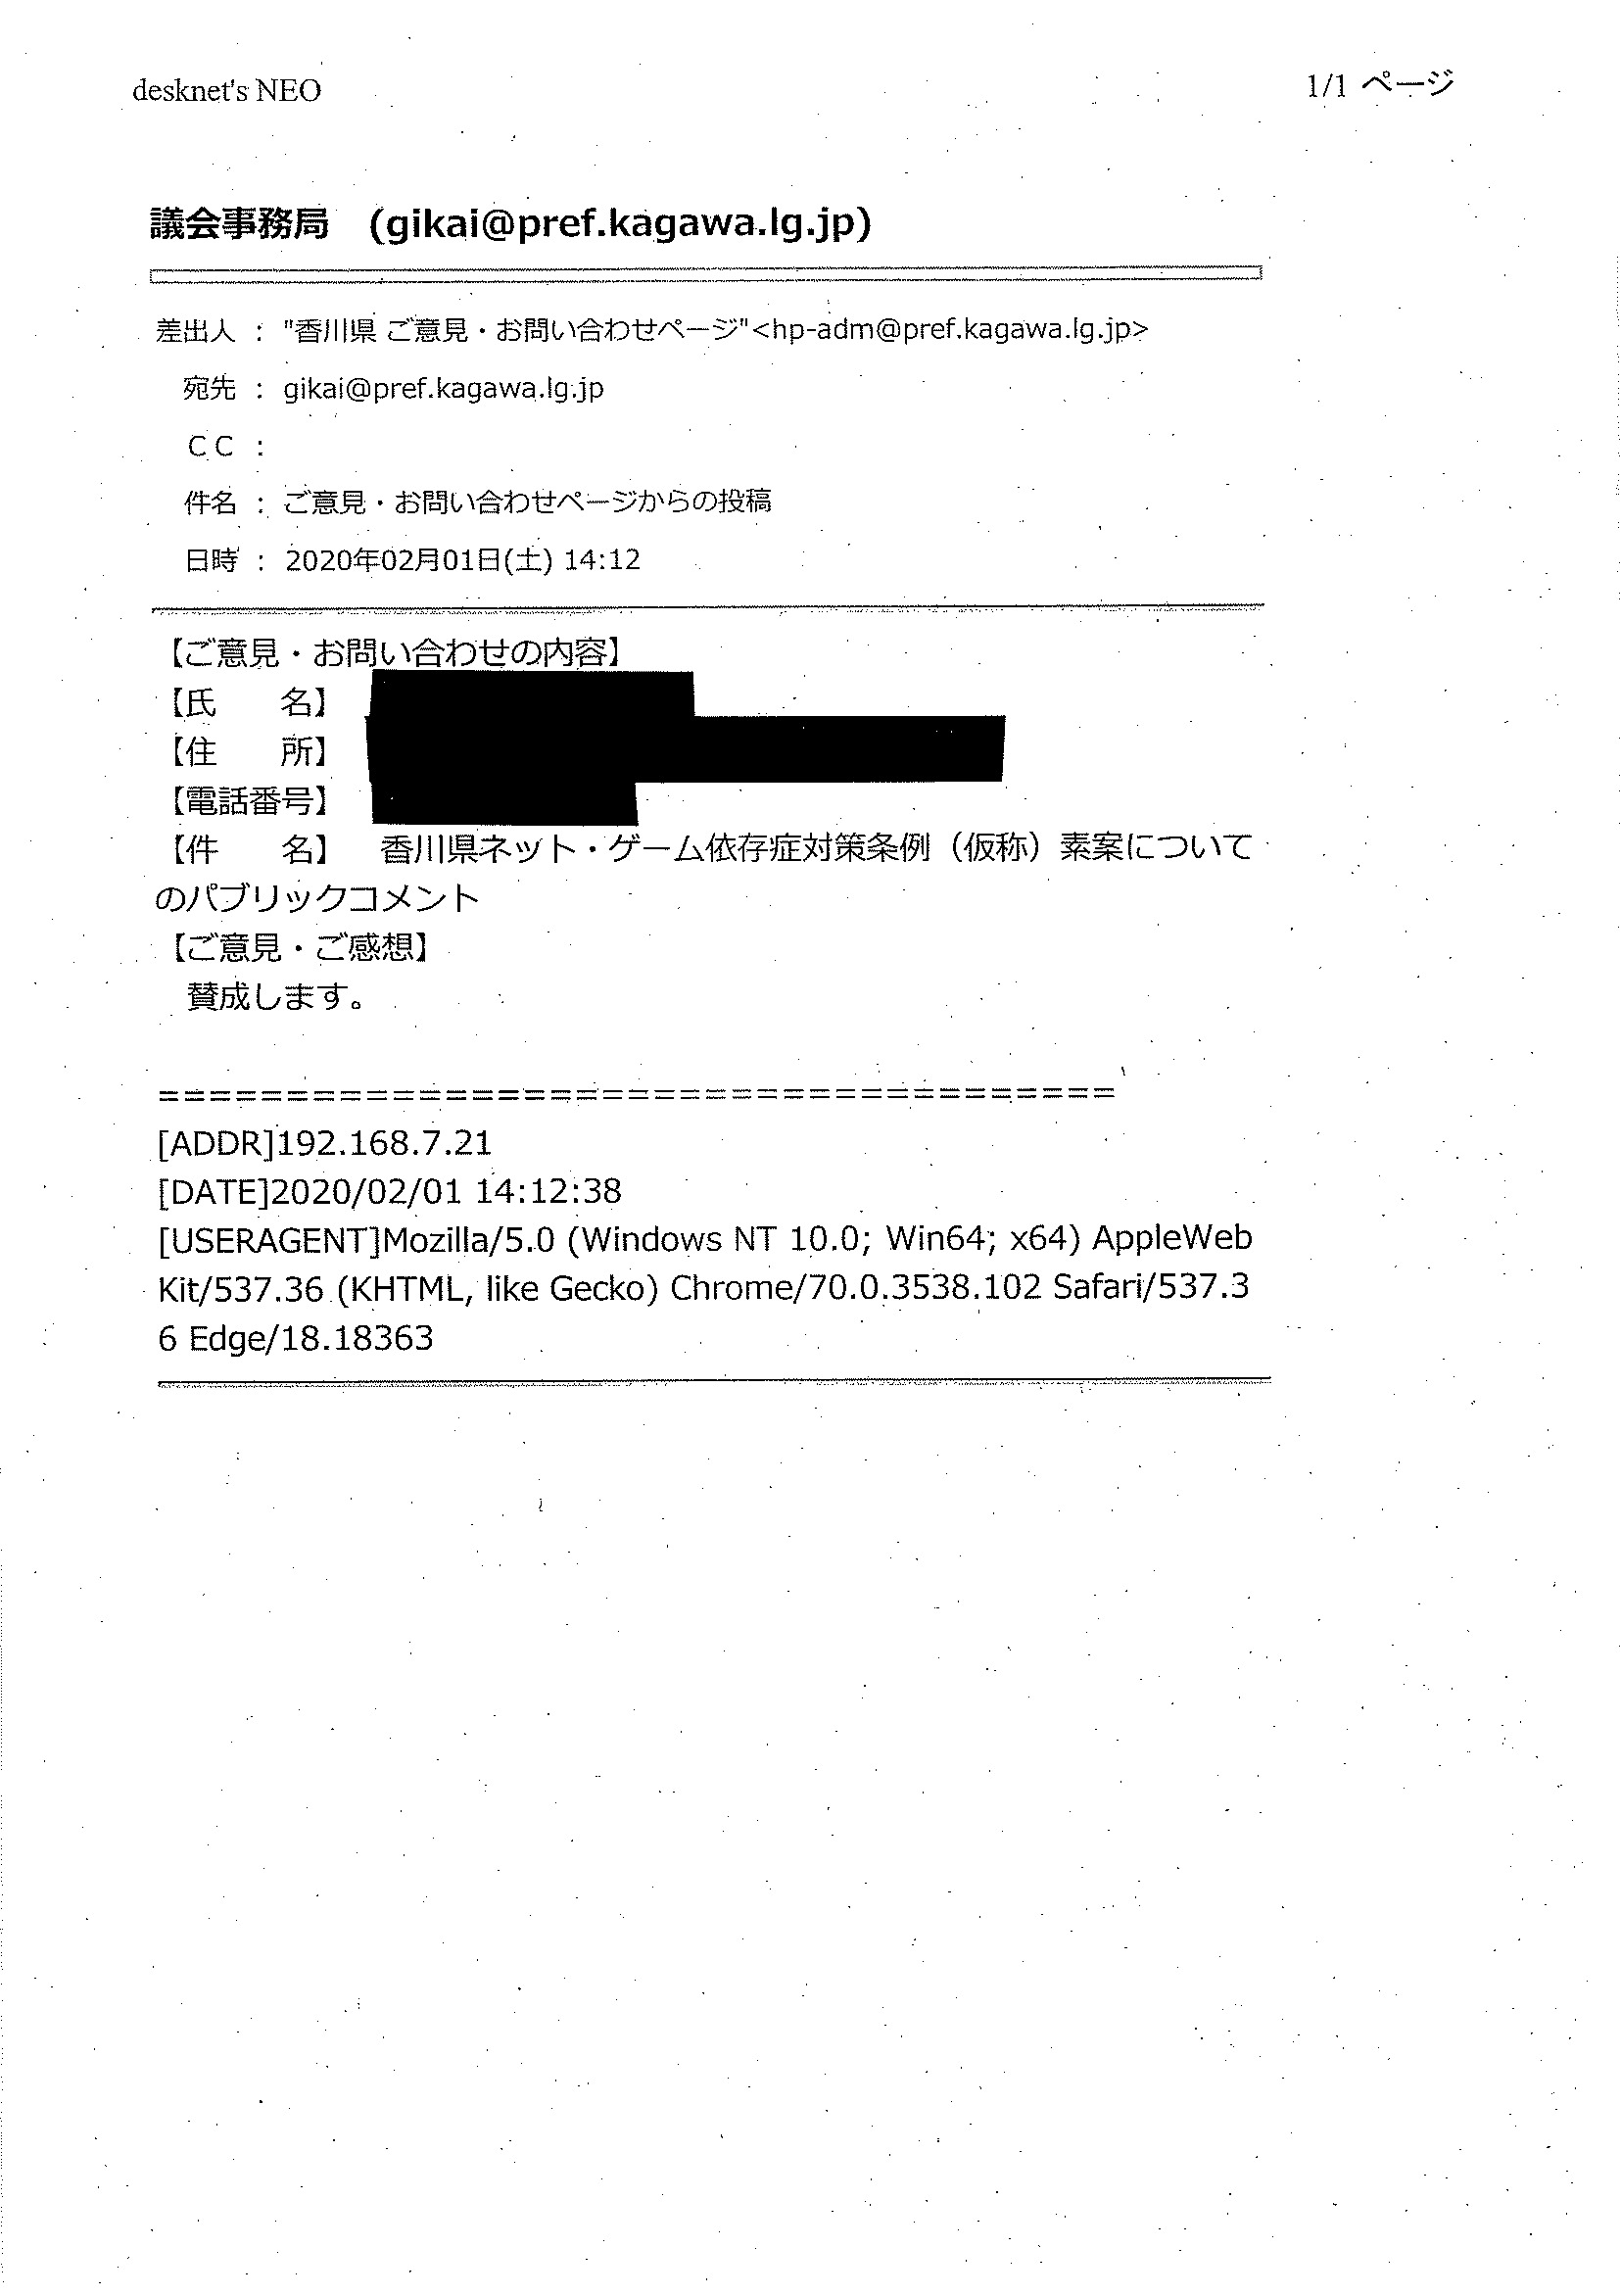 desknet's NEO
1/1 ページ
議会事務局　(gikai@pref.kagawa.lg.jp)
差出人 ： "香川県 ご意見・お問い合わせページ"<hp-adm@pref.kagawa.lg.jp>
宛先 ： gikai@pref.kagawa.lg.jp
ＣＣ ：
件名 ： ご意見・お問い合わせページからの投稿
日時 ： 2020年02月01日(土) 14:12
【ご意見・お問い合わせの内容】
【氏　　名】
【住　　所】
【電話番号】
【件　　名】　香川県ネット・ゲーム依存症対策条例（仮称）素案について
のパブリックコメント
【ご意見・ご感想】
　賛成します。
=====================================
[ADDR]192.168.7.21
[DATE]2020/02/01 14:12:38
[USERAGENT]Mozilla/5.0 (Windows NT 10.0; Win64; x64) AppleWeb
Kit/537.36 (KHTML, like Gecko) Chrome/70.0.3538.102 Safari/537.3
6 Edge/18.18363